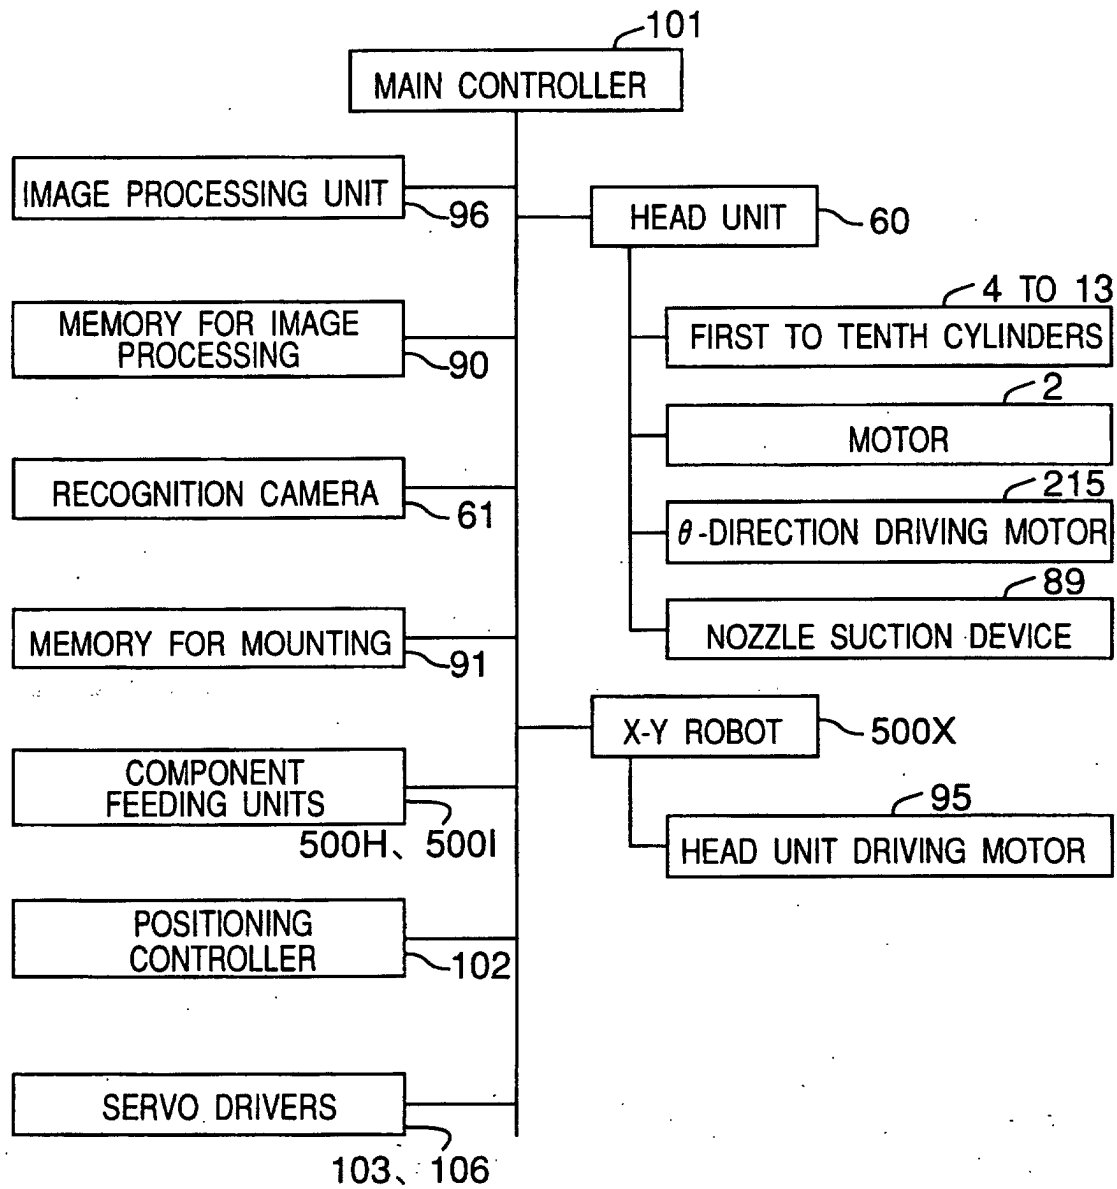 101
MAIN CONTROLLER
IMAGE PROCESSING UNIT
96
MEMORY FOR IMAGE
PROCESSING
90
RECOGNITION CAMERA
61
MEMORY FOR MOUNTING
91
COMPONENT
FEEDING UNITS
500H、500I
POSITIONING
CONTROLLER
102
SERVO DRIVERS
103、106
HEAD UNIT
60
4 TO 13
FIRST TO TENTH CYLINDERS
2
MOTOR
215
θ-DIRECTION DRIVING MOTOR
89
NOZZLE SUCTION DEVICE
X-Y ROBOT
500X
95
HEAD UNIT DRIVING MOTOR